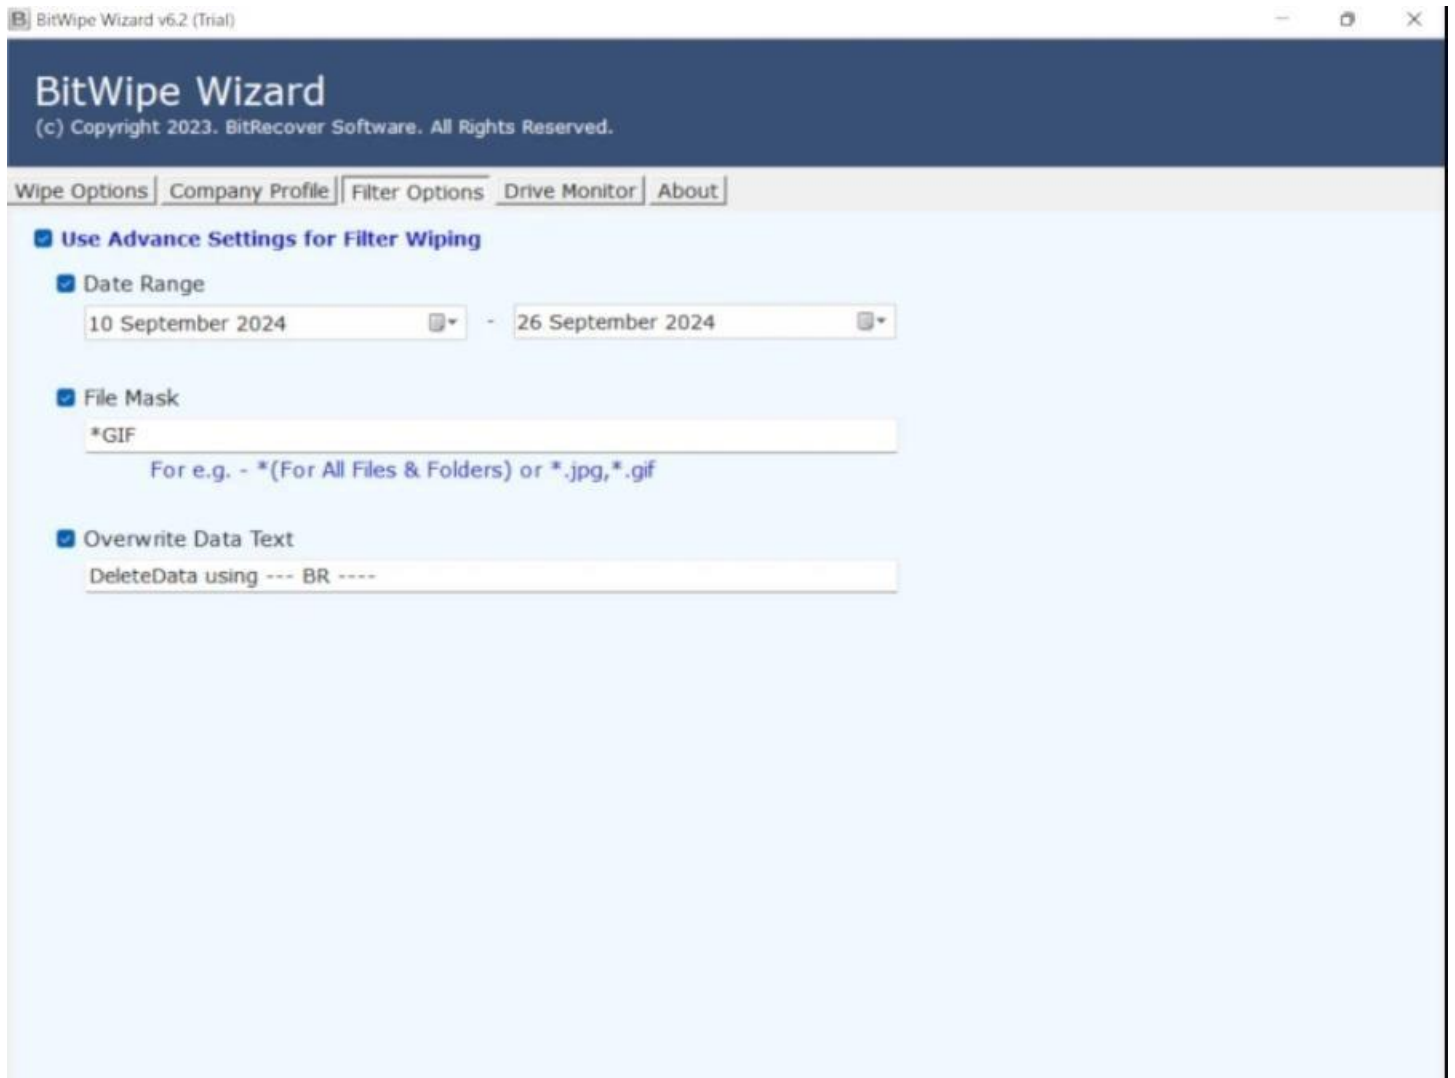 BitWipe Wizard v6.2 (Trial)
BitWipe Wizard
(c) Copyright 2023. BitRecover Software. All Rights Reserved.
Wipe Options Company Profile Filter Options Drive Monitor About
Use Advance Settings for Filter Wiping
Date Range
10 September 2024 - 26 September 2024
File Mask
*GIF
For e.g. - *(For All Files & Folders) or *.jpg,*.gif
Overwrite Data Text
DeleteData using --- BR ----